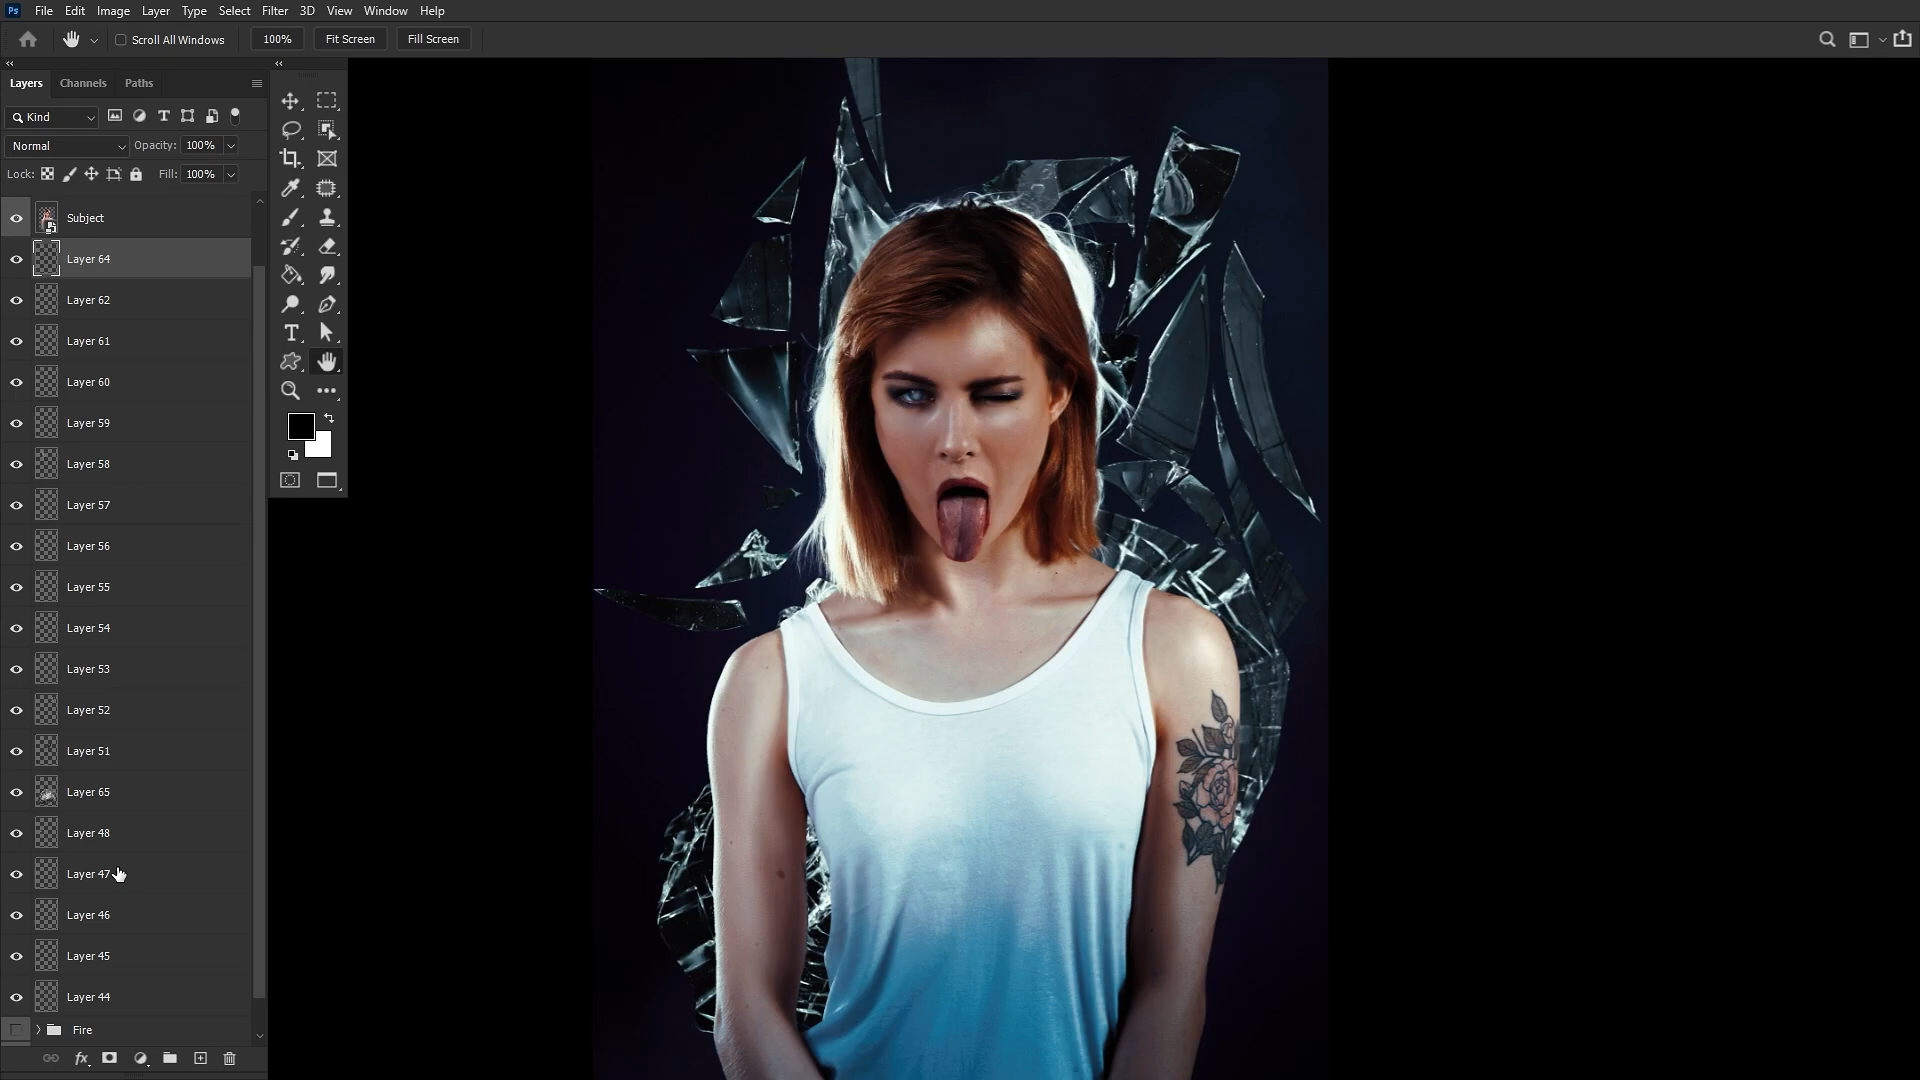 Ps File Edit Image Layer Type Select Filter 3D View Window Help
Scroll All Windows 100% Fit Screen Fill Screen
Layers Channels Paths
Kind
Normal Opacity: 100%
Lock: Fill: 100%
Subject
Layer 64
Layer 62
Layer 61
Layer 60
Layer 59
Layer 58
Layer 57
Layer 56
Layer 55
Layer 54
Layer 53
Layer 52
Layer 51
Layer 65
Layer 48
Layer 47
Layer 46
Layer 45
Layer 44
Fire
fx